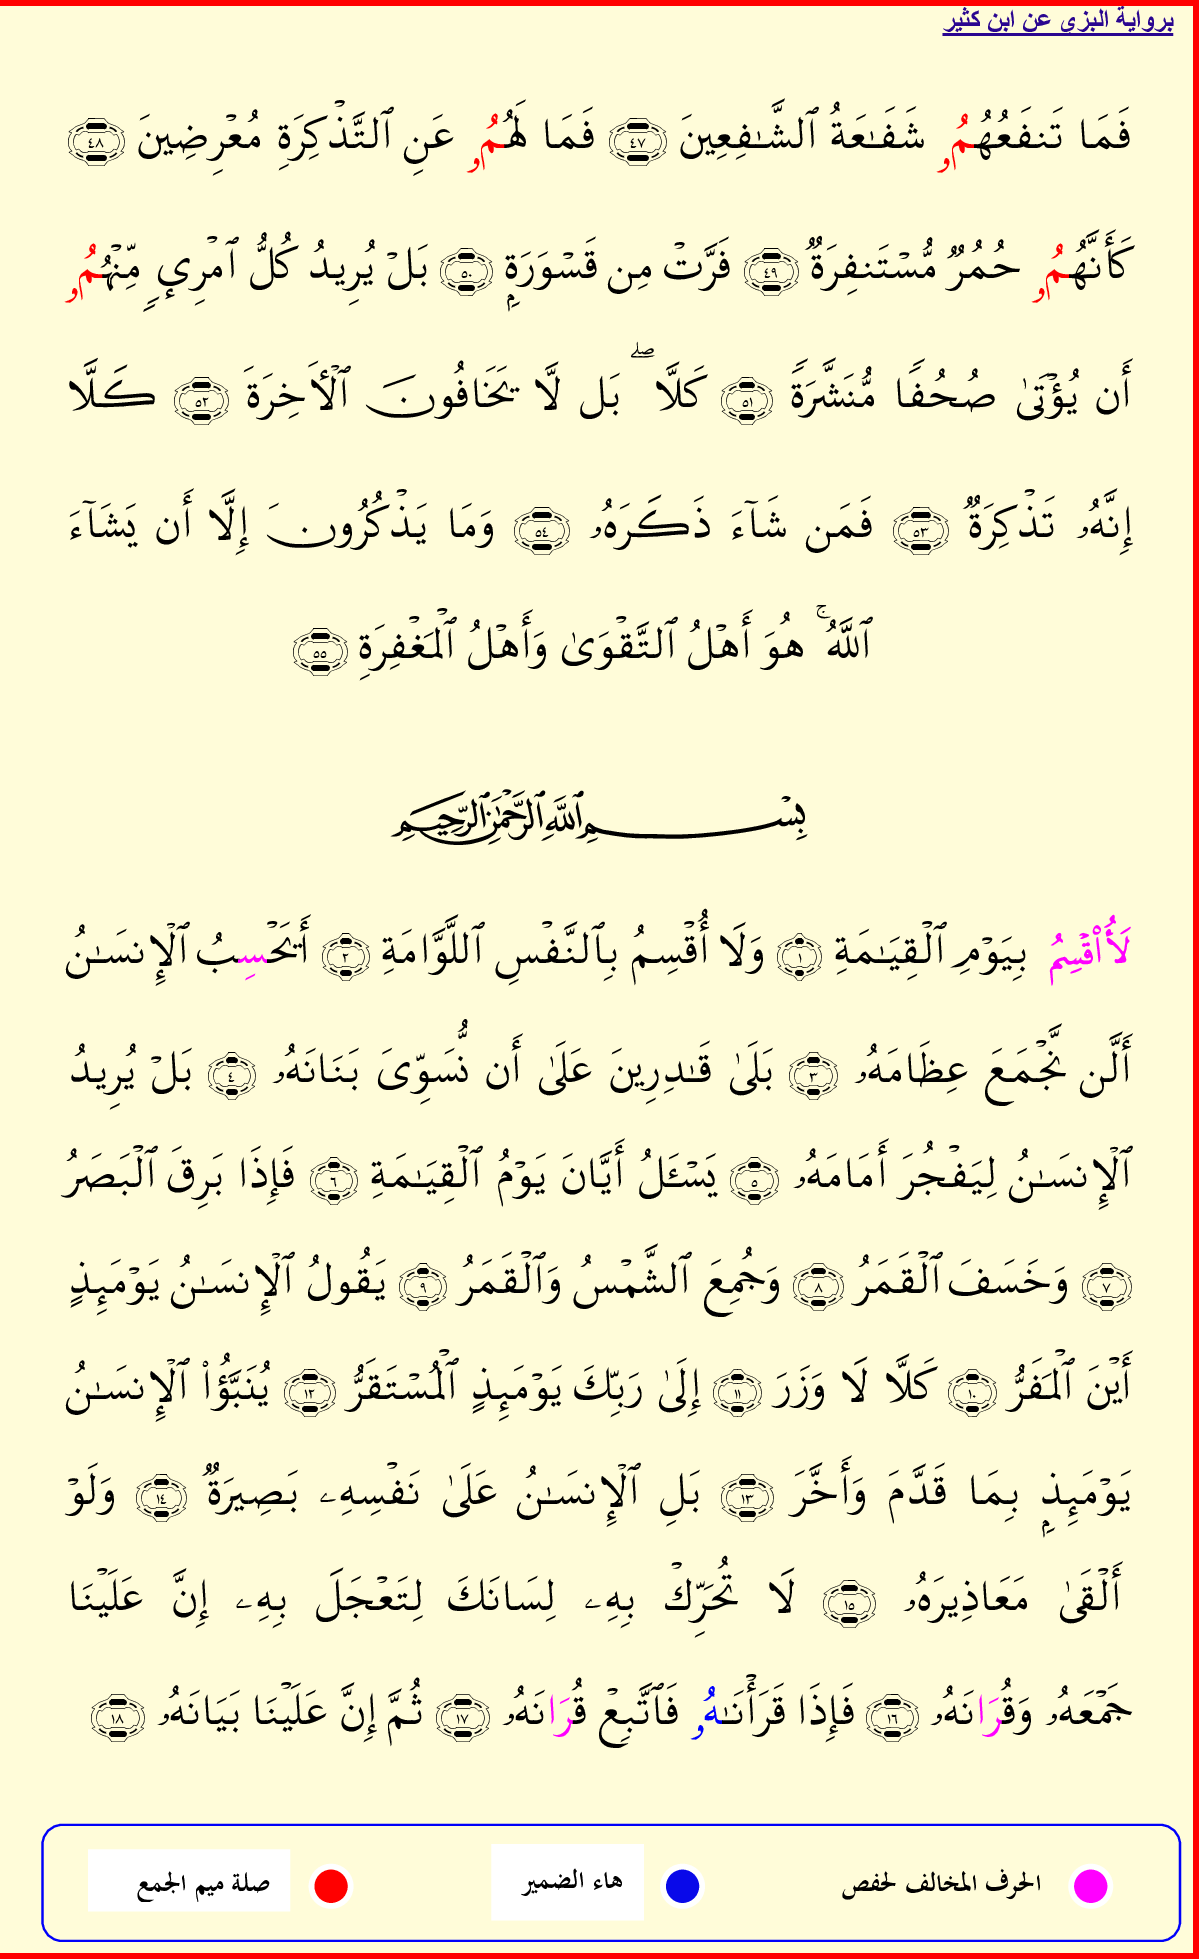 برواية البزي عن ابن كثير
فَمَا تَنفَعُهُمُۥ شَفَـٰعَةُ ٱلشَّـٰفِعِينَ ٤٧ فَمَا لَهُمُۥ عَنِ ٱلتَّذْكِرَةِ مُعْرِضِينَ ٤٨
كَأَنَّهُمُۥ حُمُرٌ مُّسْتَنفِرَةٌ ٤٩ فَرَّتْ مِن قَسْوَرَةٍۭ ٥٠ بَلْ يُرِيدُ كُلُّ ٱمْرِئٍ مِّنْهُمُۥ
أَن يُؤْتَىٰ صُحُفًا مُّنَشَّرَةً ٥١ كَلَّا ۖ بَل لَّا يَخَافُونَ ٱلْأَخِرَةَ ٥٢ كَلَّا
إِنَّهُۥ تَذْكِرَةٌ ٥٣ فَمَن شَآءَ ذَكَرَهُۥ ٥٤ وَمَا يَذْكُرُونَ إِلَّا أَن يَشَآءَ
ٱللَّهُ ۚ هُوَ أَهْلُ ٱلتَّقْوَىٰ وَأَهْلُ ٱلْمَغْفِرَةِ ٥٥
بِسْمِ ٱللَّهِ ٱلرَّحْمَـٰنِ ٱلرَّحِيمِ
لَأُاْقْسِمُ بِيَوْمِ ٱلْقِيَـٰمَةِ ١ وَلَا أُقْسِمُ بِٱلنَّفْسِ ٱللَّوَّامَةِ ٢ أَيَحْسِبُ ٱلْإِنسَـٰنُ
أَلَّن نَّجْمَعَ عِظَامَهُۥ ٣ بَلَىٰ قَـٰدِرِينَ عَلَىٰ أَن نُّسَوِّىَ بَنَانَهُۥ ٤ بَلْ يُرِيدُ
ٱلْإِنسَـٰنُ لِيَفْجُرَ أَمَامَهُۥ ٥ يَسْـَٔلُ أَيَّانَ يَوْمُ ٱلْقِيَـٰمَةِ ٦ فَإِذَا بَرِقَ ٱلْبَصَرُ
٧ وَخَسَفَ ٱلْقَمَرُ ٨ وَجُمِعَ ٱلشَّمْسُ وَٱلْقَمَرُ ٩ يَقُولُ ٱلْإِنسَـٰنُ يَوْمَئِذٍ
أَيْنَ ٱلْمَفَرُّ ١٠ كَلَّا لَا وَزَرَ ١١ إِلَىٰ رَبِّكَ يَوْمَئِذٍ ٱلْمُسْتَقَرُّ ١٢ يُنَبَّؤُاْ ٱلْإِنسَـٰنُ
يَوْمَئِذٍۭ بِمَا قَدَّمَ وَأَخَّرَ ١٣ بَلِ ٱلْإِنسَـٰنُ عَلَىٰ نَفْسِهِۦ بَصِيرَةٌ ١٤ وَلَوْ
أَلْقَىٰ مَعَاذِيرَهُۥ ١٥ لَا تُحَرِّكْ بِهِۦ لِسَانَكَ لِتَعْجَلَ بِهِۦ إِنَّ عَلَيْنَا
جَمْعَهُۥ وَقُرَانَهُۥ ١٦ فَإِذَا قَرَأْنَـٰهُۥ فَٱتَّبِعْ قُرَانَهُۥ ١٧ ثُمَّ إِنَّ عَلَيْنَا بَيَانَهُۥ ١٨
الحرف المخالف لحفص هاء الضمير صلة ميم الجمع